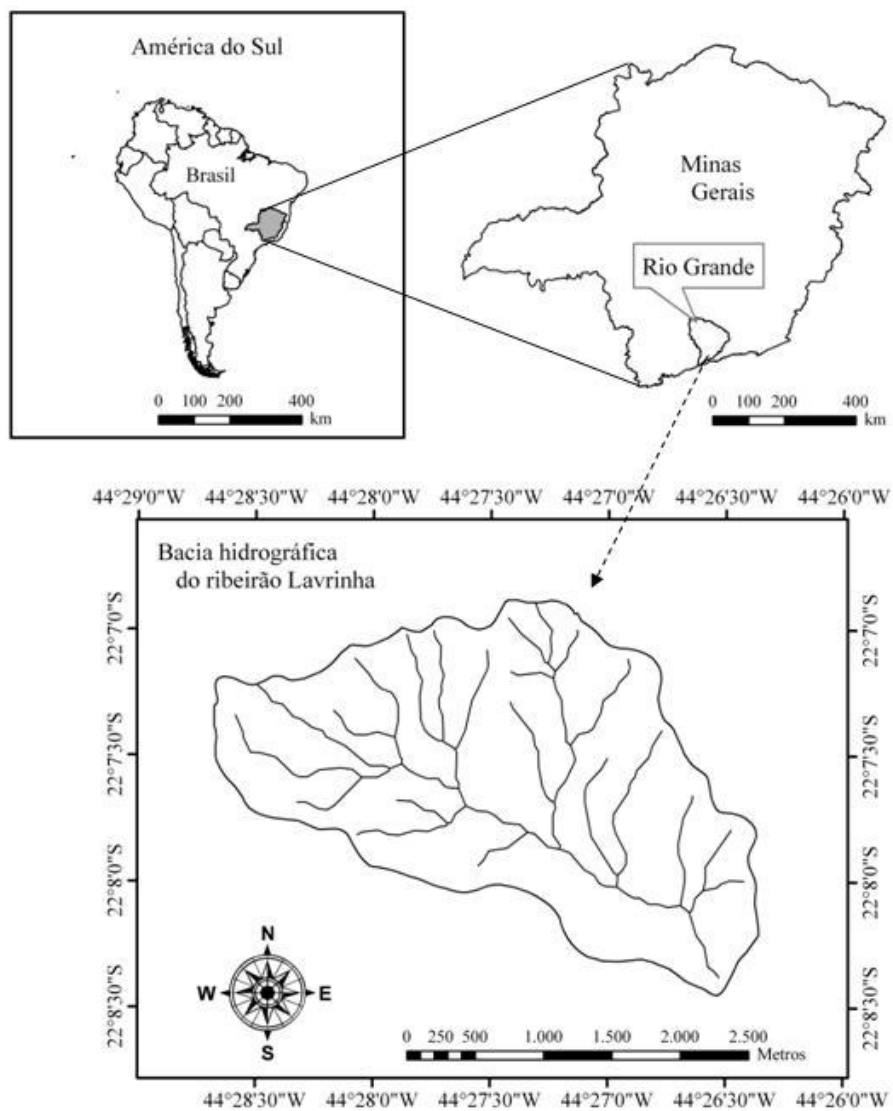 América do Sul
Brasil
0 100 200 400
km
Minas
Gerais
Rio Grande
0 100 200 400
km
44°29'0"W 44°28'30"W 44°28'0"W 44°27'30"W 44°27'0"W 44°26'30"W 44°26'0"W
Bacia hidrográfica
do ribeirão Lavrinha
22°7'0"S
22°7'30"S
22°8'0"S
22°8'30"S
22°7'0"S
22°7'30"S
22°8'0"S
22°8'30"S
N
W E
S
0 250 500 1.000 1.500 2.000 2.500
Metros
44°28'30"W 44°28'0"W 44°27'30"W 44°27'0"W 44°26'30"W 44°26'0"W